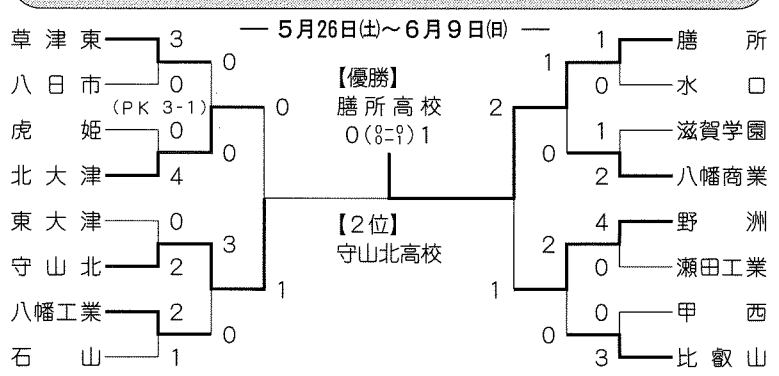 ― 5月26日(土)～6月9日(日) ―
草津東 3
八日市 0
0
(PK 3-1)
虎姫 0
北大津 4
0
0
東大津 0
守山北 2
3
八幡工業 2
石山 1
0
1
【優勝】
膳所高校
0(0-0 0-1)1
【2位】
守山北高校
膳所 1
水口 0
1
滋賀学園 1
八幡商業 2
0
2
野洲 4
瀬田工業 0
2
甲西 0
比叡山 3
0
1